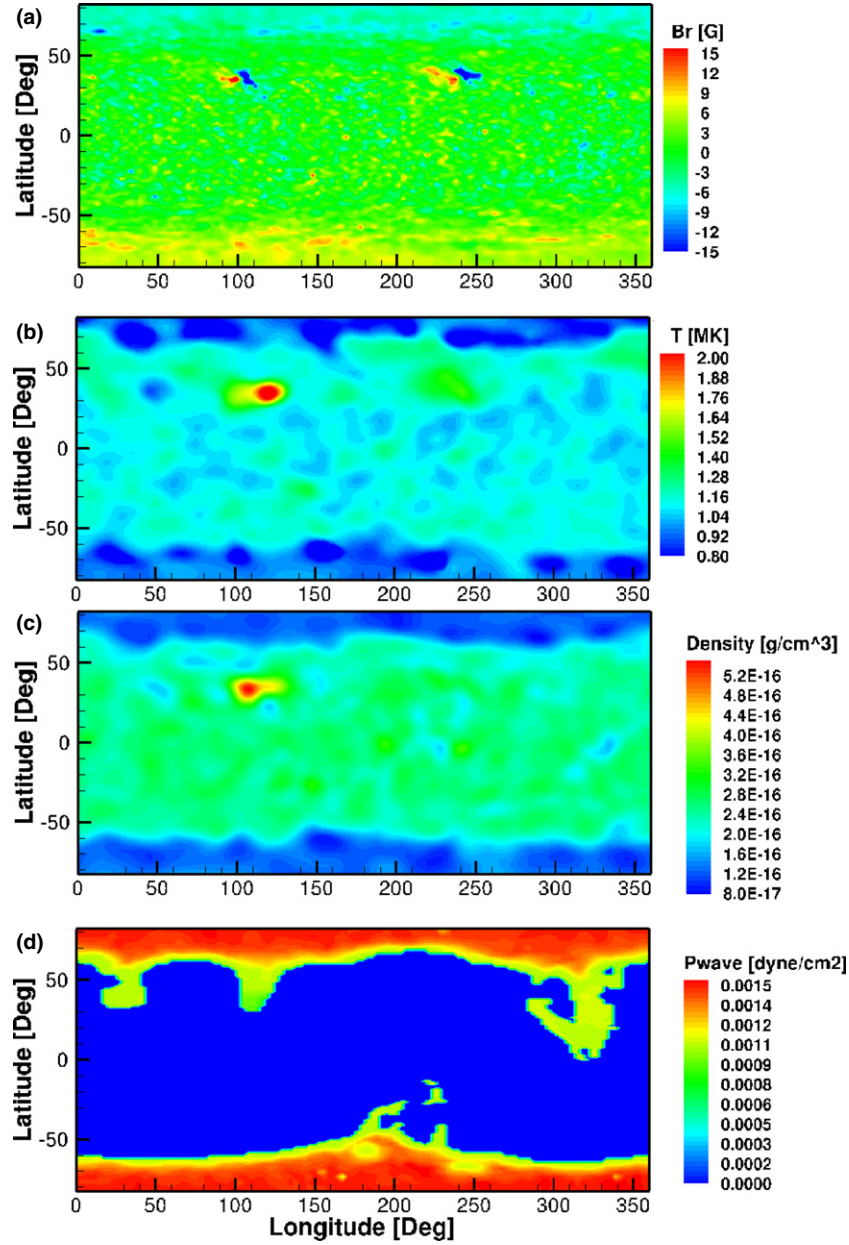 (a)
Br [G]
Latitude [Deg]
50
0
-50
0 50 100 150 200 250 300 350
15
12
9
6
3
0
-3
-6
-9
-12
-15
(b)
T [MK]
Latitude [Deg]
50
0
-50
0 50 100 150 200 250 300 350
2.00
1.88
1.76
1.64
1.52
1.40
1.28
1.16
1.04
0.92
0.80
(c)
Density [g/cm^3]
Latitude [Deg]
50
0
-50
0 50 100 150 200 250 300 350
5.2E-16
4.8E-16
4.4E-16
4.0E-16
3.6E-16
3.2E-16
2.8E-16
2.4E-16
2.0E-16
1.6E-16
1.2E-16
8.0E-17
(d)
Pwave [dyne/cm2]
Latitude [Deg]
50
0
-50
0 50 100 150 200 250 300 350
Longitude [Deg]
0.0015
0.0014
0.0012
0.0011
0.0009
0.0008
0.0006
0.0005
0.0003
0.0002
0.0000